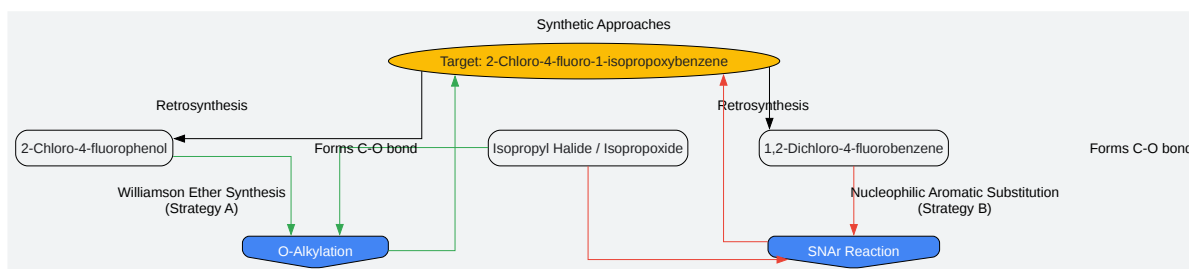 Synthetic Approaches
Target: 2-Chloro-4-fluoro-1-isopropoxybenzene
Retrosynthesis
Retrosynthesis
2-Chloro-4-fluorophenol
Forms C-O bond
Isopropyl Halide / Isopropoxide
1,2-Dichloro-4-fluorobenzene
Forms C-O bond
Williamson Ether Synthesis
(Strategy A)
Nucleophilic Aromatic Substitution
(Strategy B)
O-Alkylation
SNAr Reaction